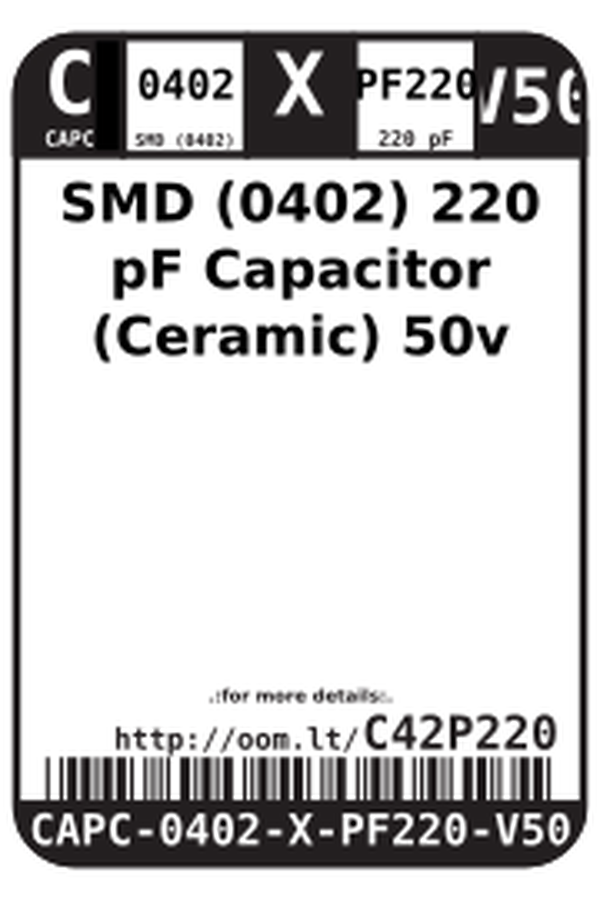 C 0402 X PF220 V50
CAPC SMD (0402) 220 pF
SMD (0402) 220
pF Capacitor
(Ceramic) 50v
.:for more details:.
http://oom.lt/C42P220
CAPC-0402-X-PF220-V50